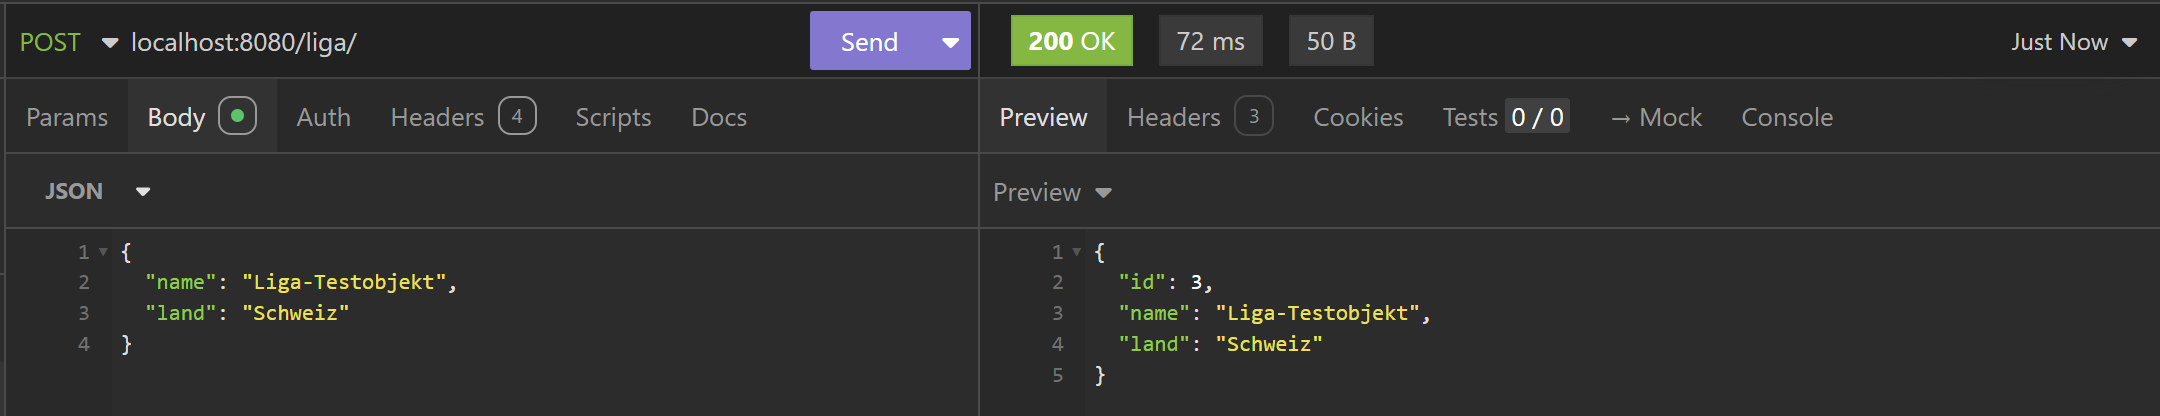 POST localhost:8080/liga/ Send
200 OK 72 ms 50 B Just Now
Params Body Auth Headers 4 Scripts Docs
Preview Headers 3 Cookies Tests 0 / 0 → Mock Console
JSON
Preview
1 {
2 "name": "Liga-Testobjekt",
3 "land": "Schweiz"
4 }
1 {
2 "id": 3,
3 "name": "Liga-Testobjekt",
4 "land": "Schweiz"
5 }